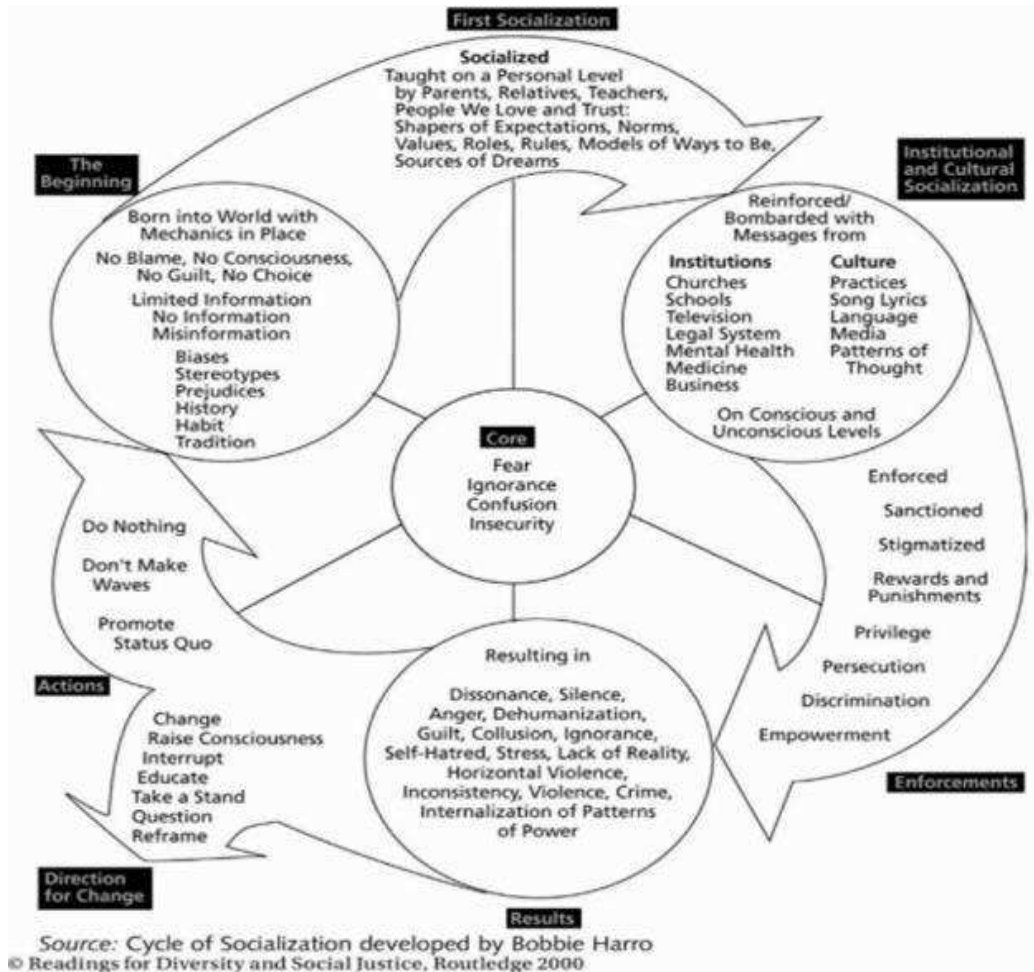 First Socialization
Socialized
Taught on a Personal Level
by Parents, Relatives, Teachers,
People We Love and Trust:
Shapers of Expectations, Norms,
Values, Roles, Rules, Models of Ways to Be,
Sources of Dreams
The
Beginning
Born into World with
Mechanics in Place
No Blame, No Consciousness,
No Guilt, No Choice
Limited Information
No Information
Misinformation
Biases
Stereotypes
Prejudices
History
Habit
Tradition
Institutional
and Cultural
Socialization
Reinforced/
Bombarded with
Messages from
Institutions
Churches
Schools
Television
Legal System
Mental Health
Medicine
Business
Culture
Practices
Song Lyrics
Language
Media
Patterns of
Thought
On Conscious and
Unconscious Levels
Core
Fear
Ignorance
Confusion
Insecurity
Enforced
Sanctioned
Stigmatized
Rewards and
Punishments
Privilege
Persecution
Discrimination
Empowerment
Enforcements
Resulting in
Dissonance, Silence,
Anger, Dehumanization,
Guilt, Collusion, Ignorance,
Self-Hatred, Stress, Lack of Reality,
Horizontal Violence,
Inconsistency, Violence, Crime,
Internalization of Patterns
of Power
Results
Do Nothing
Don't Make
Waves
Promote
Status Quo
Actions
Change
Raise Consciousness
Interrupt
Educate
Take a Stand
Question
Reframe
Direction
for Change
Source: Cycle of Socialization developed by Bobbie Harro
© Readings for Diversity and Social Justice, Routledge 2000